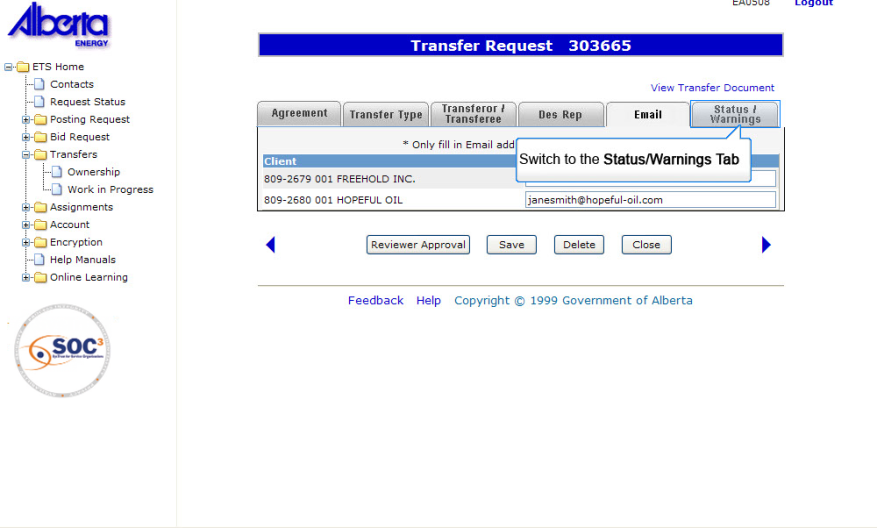 EA0508 Logout
Alberta
ENERGY
Transfer Request 303665
ETS Home
Contacts
Request Status
Posting Request
Bid Request
Transfers
Ownership
Work in Progress
Assignments
Account
Encryption
Help Manuals
Online Learning
SOC3
View Transfer Document
Agreement
Transfer Type
Transferor /
Transferee
Des Rep
Email
Status /
Warnings
* Only fill in Email add
Switch to the Status/Warnings Tab
Client
809-2679 001 FREEHOLD INC.
809-2680 001 HOPEFUL OIL janesmith@hopeful-oil.com
Reviewer Approval Save Delete Close
Feedback Help Copyright © 1999 Government of Alberta